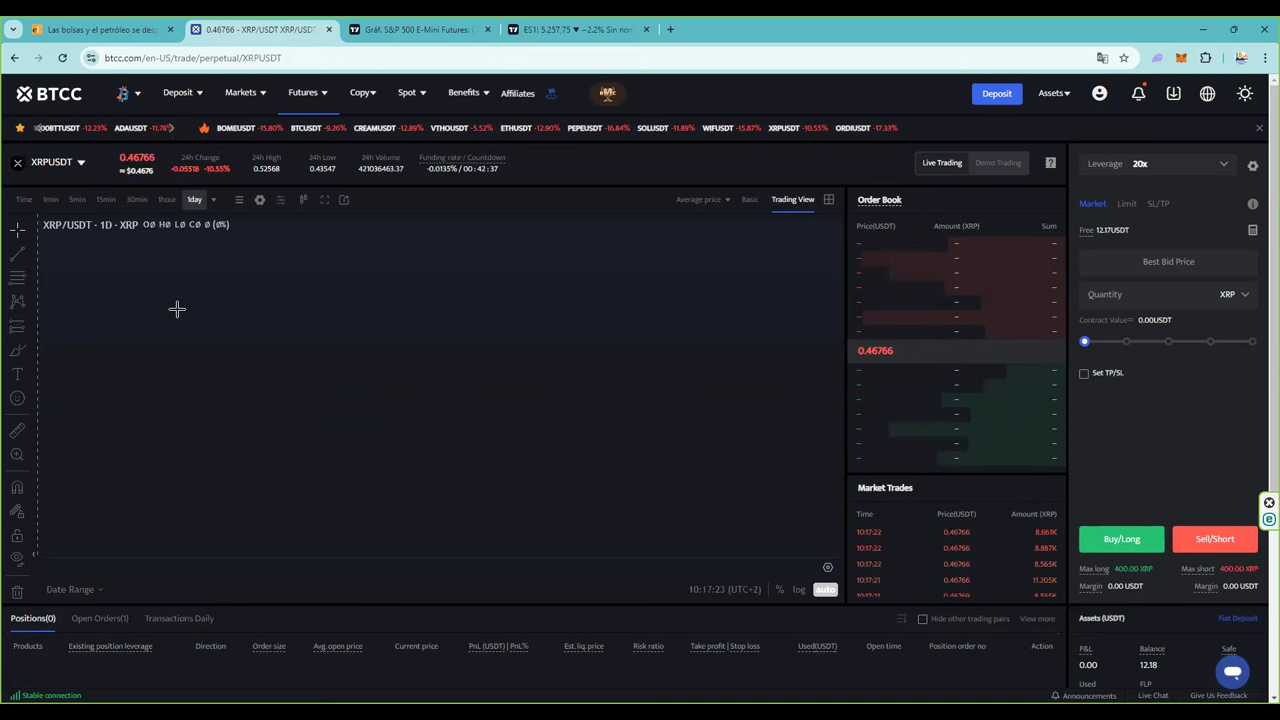 Las bolsas y el petróleo se desp
0.46766 - XRP/USDT XRP/USDT
Gráf. S&P 500 E-Mini Futures: C
ES1! 5.257,75 ▼ −2.2% Sin nom
btcc.com/en-US/trade/perpetual/XRPUSDT
BTCC
Deposit
Markets
Futures
Copy
Spot
Benefits
Affiliates
Deposit
Assets
BTTUSDT -12.23%
ADAUSDT -11.78%
BOMEUSDT -15.80%
BTCUSDT -9.26%
CREAMUSDT -12.89%
VTHOUSDT -5.52%
ETHUSDT -12.90%
PEPEUSDT -16.84%
SOLUSDT -11.89%
WIFUSDT -15.87%
XRPUSDT -10.55%
ORDIUSDT -17.33%
XRPUSDT
0.46766
≈ $0.4676
24h Change
-0.05518 -10.55%
24h High
0.52568
24h Low
0.43547
24h Volume
421036463.37
Funding rate / Countdown
-0.0135% / 00 : 42 : 37
Live Trading
Demo Trading
Time 1min 5min 15min 30min 1hour 1day
Average price
Basic
Trading View
XRP/USDT · 1D · XRP O∅ H∅ L∅ C∅ ∅ (∅%)
Date Range
10:17:23 (UTC+2)
% log auto
Order Book
Price(USDT) Amount (XRP) Sum
0.46766
Market Trades
Time Price(USDT) Amount (XRP)
10:17:22 0.46766 8.661K
10:17:22 0.46766 8.887K
10:17:22 0.46766 8.565K
10:17:21 0.46766 11.205K
10:17:21 0.46769 8.565K
Leverage 20x
Market Limit SL/TP
Free 12.17USDT
Best Bid Price
Quantity XRP
Contract Value≈ 0.00USDT
Set TP/SL
Buy/Long
Sell/Short
Max long 400.00 XRP
Max short 400.00 XRP
Margin 0.00 USDT
Margin 0.00 USDT
Positions(0)
Open Orders(1)
Transactions Daily
Hide other trading pairs
View more
Products
Existing position leverage
Direction
Order size
Avg. open price
Current price
PnL (USDT) | PnL%
Est. liq. price
Risk ratio
Take profit | Stop loss
Used(USDT)
Open time
Position order no
Action
Assets (USDT)
Fiat Deposit
P&L Balance Safe
0.00 12.18
Used FLP
Stable connection
Announcements
Live Chat
Give Us Feedback